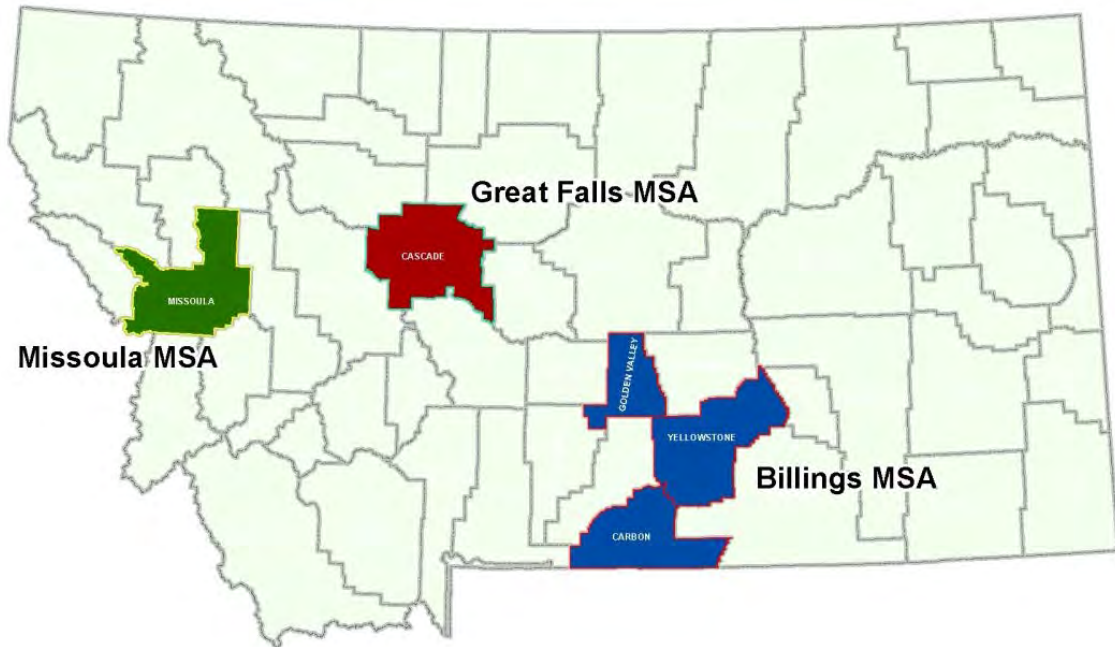 Great Falls MSA
CASCADE
MISSOULA
Missoula MSA
GOLDEN VALLEY
YELLOWSTONE
Billings MSA
CARBON